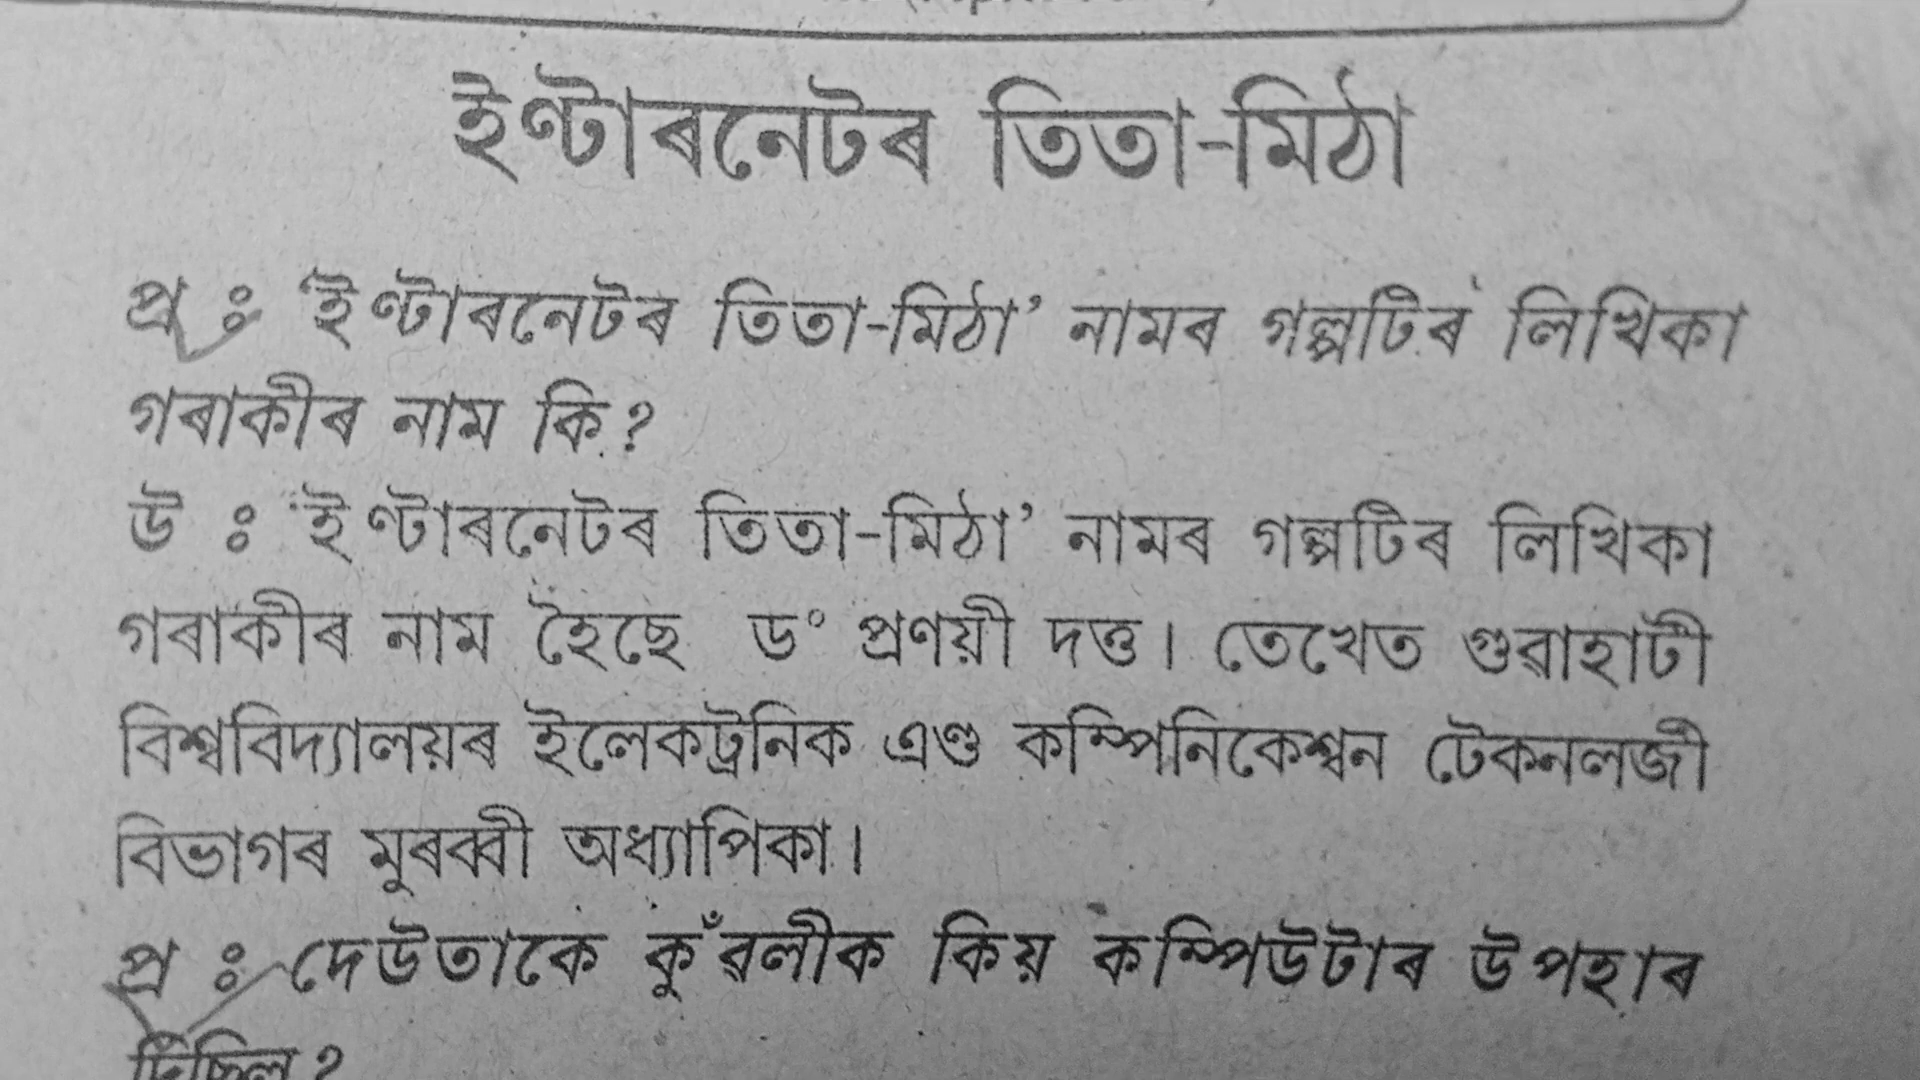 ইণ্টাৰনেটৰ তিতা-মিঠা
প্ৰ ঃ ‘ইণ্টাৰনেটৰ তিতা-মিঠা’ নামৰ গল্পটিৰ লিখিকা
গৰাকীৰ নাম কি?
উ ঃ ‘ইণ্টাৰনেটৰ তিতা-মিঠা’ নামৰ গল্পটিৰ লিখিকা
গৰাকীৰ নাম হৈছে ড° প্ৰণয়ী দত্ত। তেখেত গুৱাহাটী
বিশ্ববিদ্যালয়ৰ ইলেকট্ৰনিক এণ্ড কম্পিনিকেশ্বন টেকনলজী
বিভাগৰ মুৰব্বী অধ্যাপিকা।
প্ৰ ঃ দেউতাকে কুঁৱলীক কিয় কম্পিউটাৰ উপহাৰ
দিছিল?